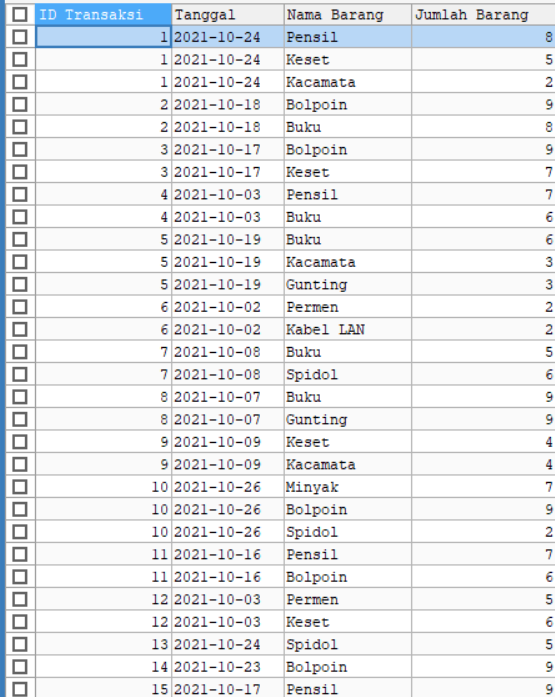 ID Transaksi Tanggal Nama Barang Jumlah Barang
1 2021-10-24 Pensil 8
1 2021-10-24 Keset 5
1 2021-10-24 Kacamata 2
2 2021-10-18 Bolpoin 9
2 2021-10-18 Buku 8
3 2021-10-17 Bolpoin 9
3 2021-10-17 Keset 7
4 2021-10-03 Pensil 7
4 2021-10-03 Buku 6
5 2021-10-19 Buku 6
5 2021-10-19 Kacamata 3
5 2021-10-19 Gunting 3
6 2021-10-02 Permen 2
6 2021-10-02 Kabel LAN 2
7 2021-10-08 Buku 5
7 2021-10-08 Spidol 6
8 2021-10-07 Buku 9
8 2021-10-07 Gunting 9
9 2021-10-09 Keset 4
9 2021-10-09 Kacamata 4
10 2021-10-26 Minyak 7
10 2021-10-26 Bolpoin 9
10 2021-10-26 Spidol 2
11 2021-10-16 Pensil 7
11 2021-10-16 Bolpoin 6
12 2021-10-03 Permen 5
12 2021-10-03 Keset 6
13 2021-10-24 Spidol 5
14 2021-10-23 Bolpoin 9
15 2021-10-17 Pensil 9